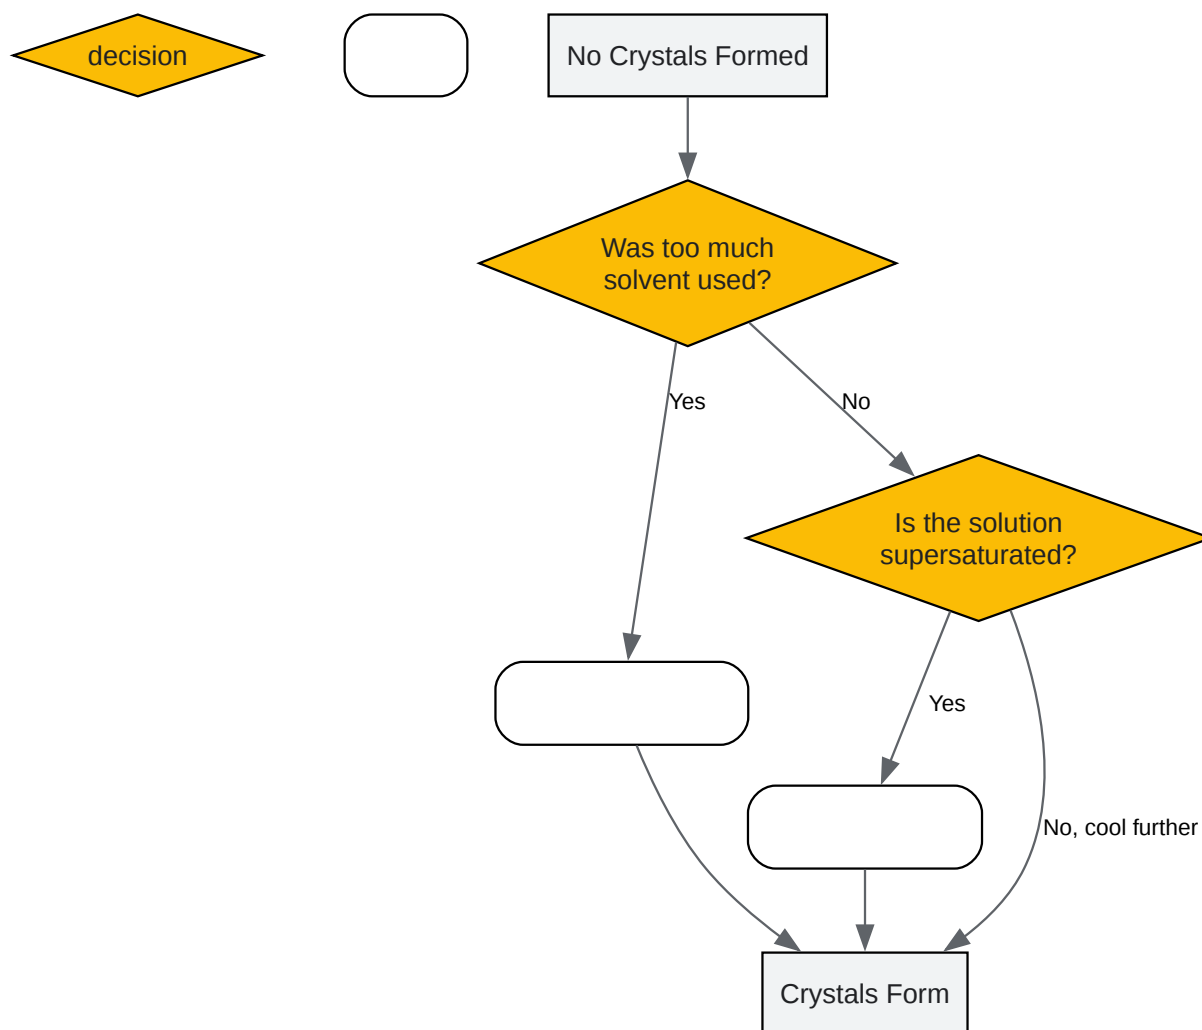 decision
No Crystals Formed
Was too much
solvent used?
Yes
No
Is the solution
supersaturated?
Yes
No, cool further
Crystals Form